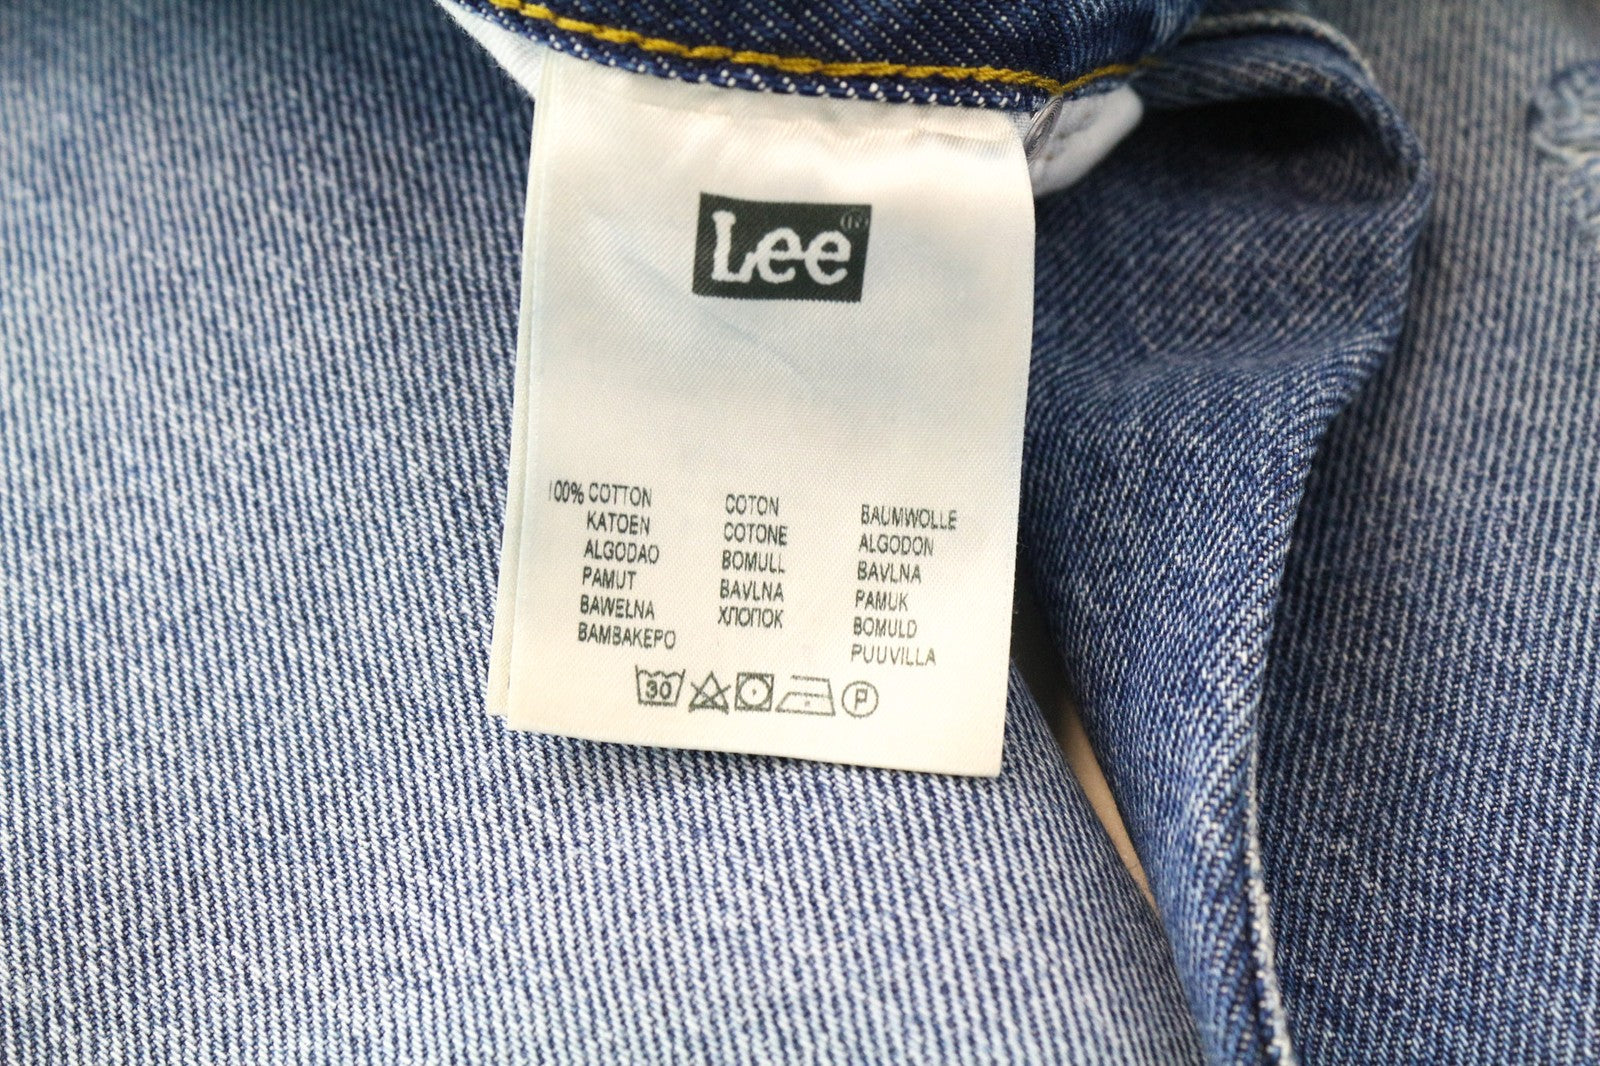 Lee
100% COTTON
KATOEN
ALGODAO
PAMUT
BAWEŁNA
BAMBAKEPO
COTON
COTONE
BOMULL
BAVLNA
ХЛОПОК
BAUMWOLLE
ALGODON
BAVLNA
PAMUK
BOMULD
PUUVILLA
30
P